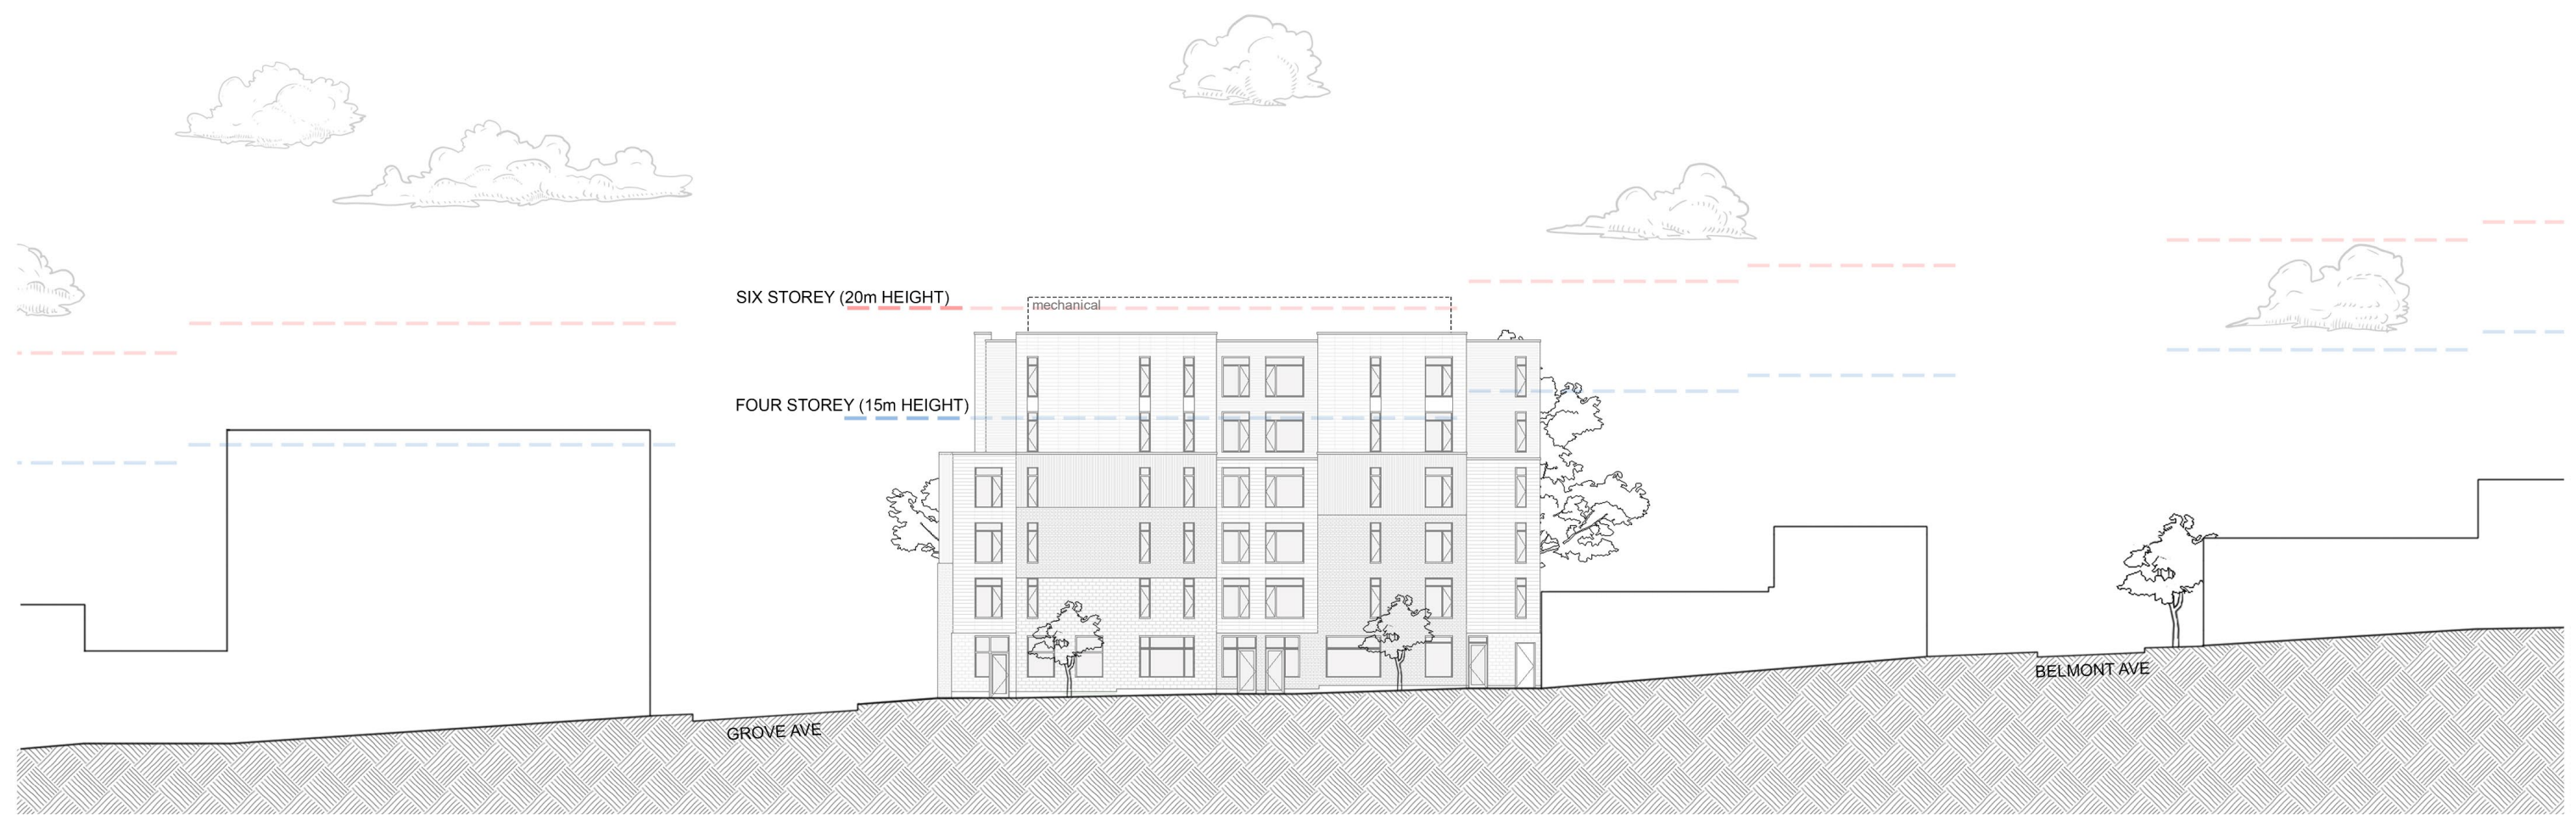 SIX STOREY (20m HEIGHT)
mechanical
FOUR STOREY (15m HEIGHT)
BELMONT AVE
GROVE AVE